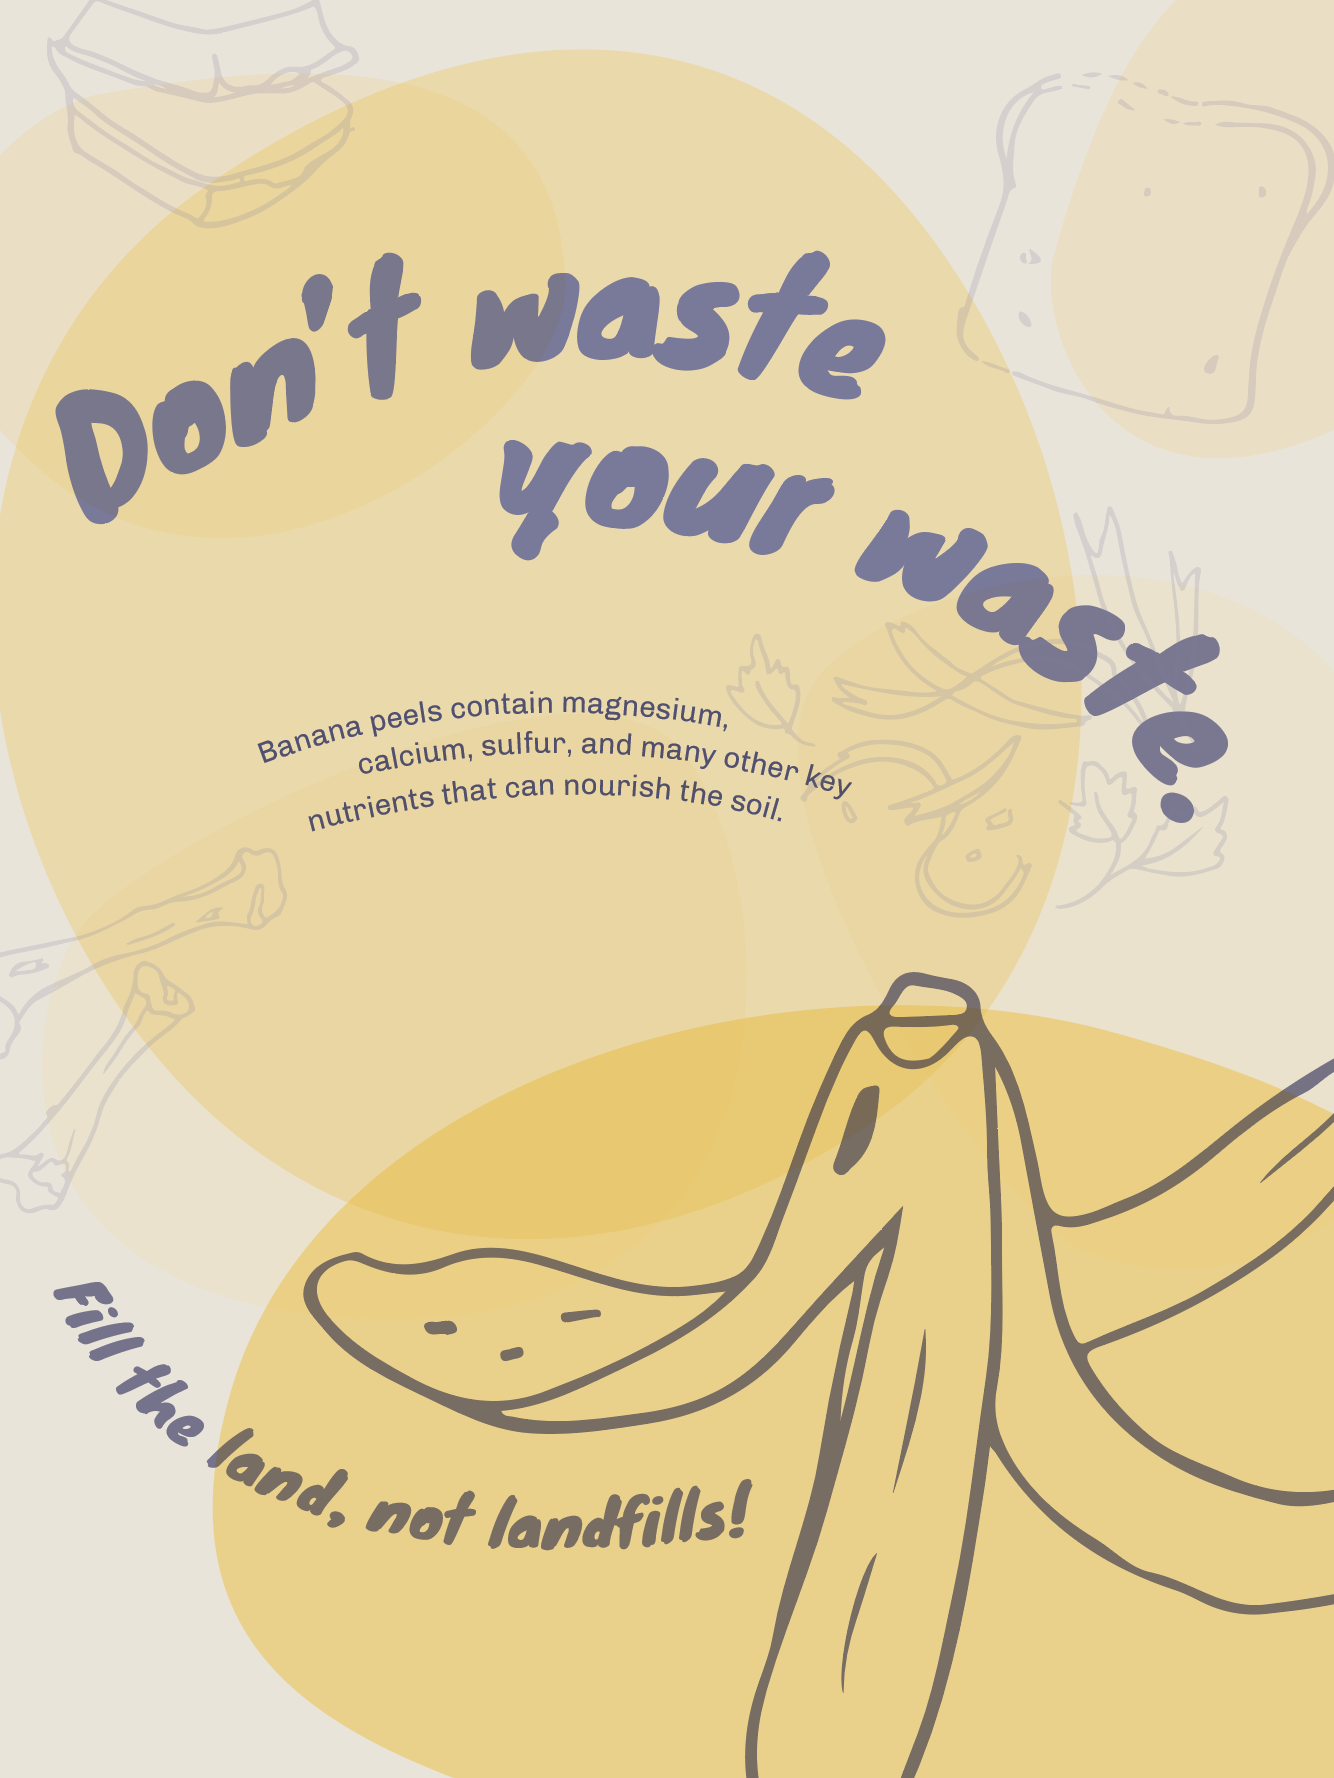 Don't waste
your waste.
Banana peels contain magnesium,
calcium, sulfur, and many other key
nutrients that can nourish the soil.
Fill the land, not landfills!